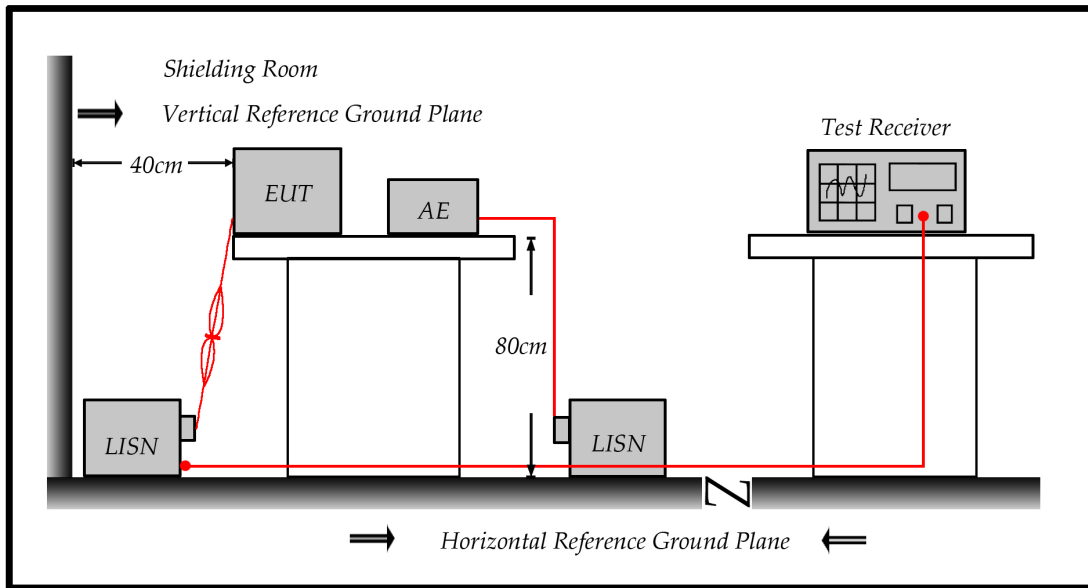 Shielding Room
Vertical Reference Ground Plane
Test Receiver
40cm
EUT
AE
80cm
LISN
LISN
Horizontal Reference Ground Plane